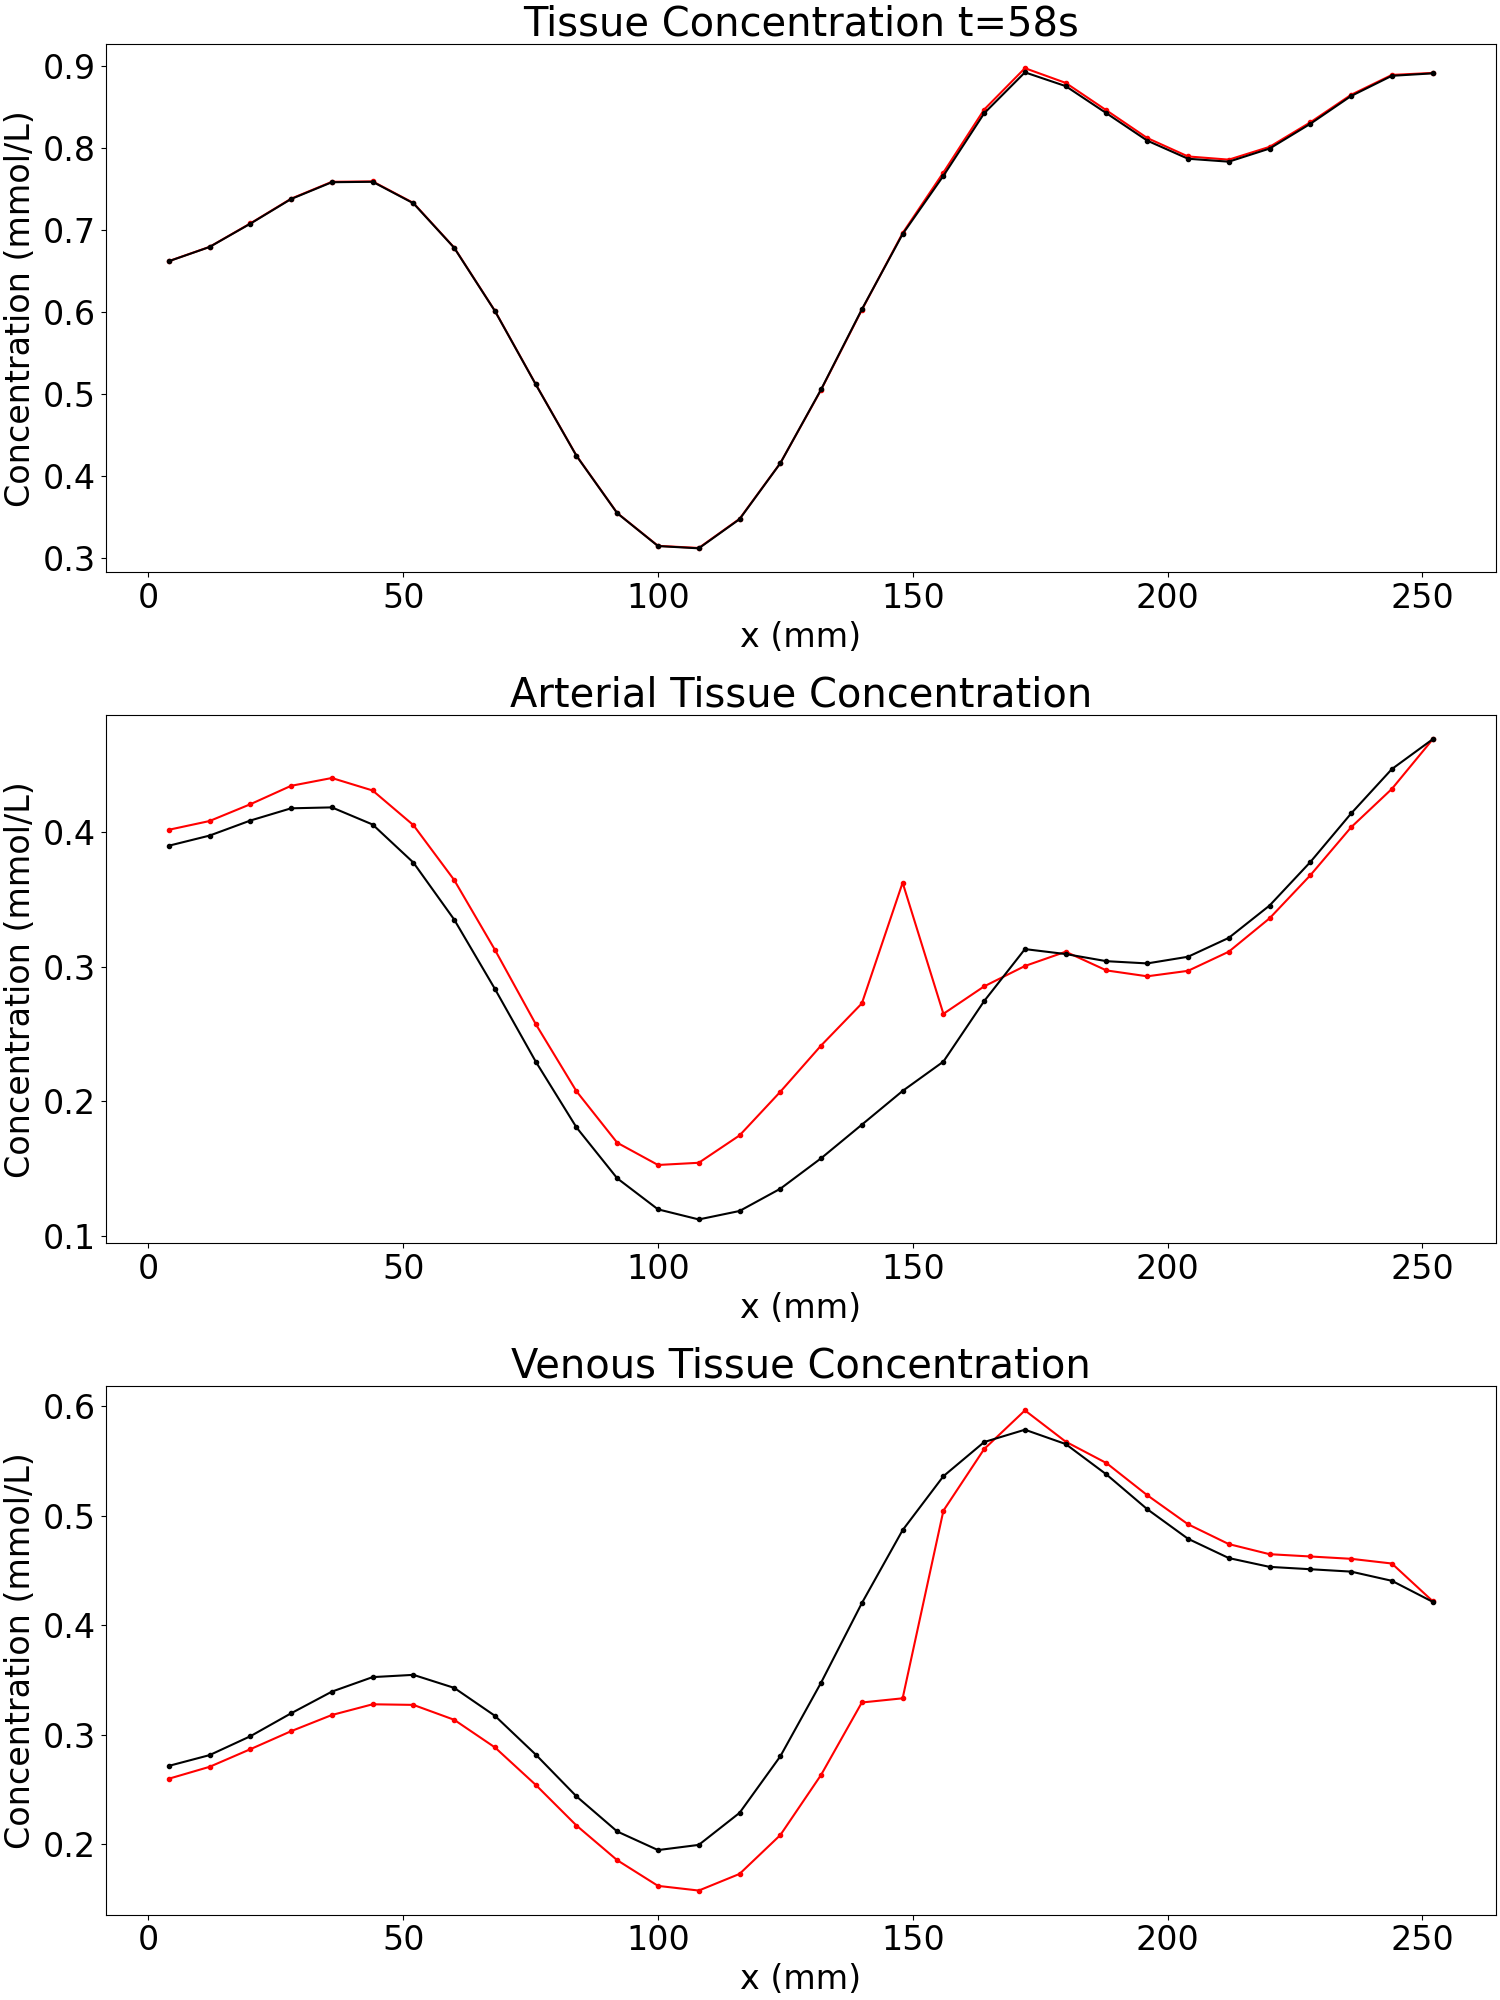 Tissue Concentration t=58s
Concentration (mmol/L)
0.9
0.8
0.7
0.6
0.5
0.4
0.3
0 50 100 150 200 250
x (mm)
Arterial Tissue Concentration
Concentration (mmol/L)
0.4
0.3
0.2
0.1
0 50 100 150 200 250
x (mm)
Venous Tissue Concentration
Concentration (mmol/L)
0.6
0.5
0.4
0.3
0.2
0 50 100 150 200 250
x (mm)